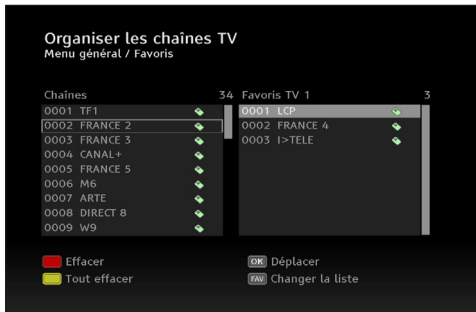 Organiser les chaînes TV
Menu général / Favoris
Chaînes 34
0001 TF1
0002 FRANCE 2
0003 FRANCE 3
0004 CANAL+
0005 FRANCE 5
0006 M6
0007 ARTE
0008 DIRECT 8
0009 W9
Favoris TV 1 3
0001 LCP
0002 FRANCE 4
0003 I>TELE
Effacer
OK Déplacer
Tout effacer
FAV Changer la liste